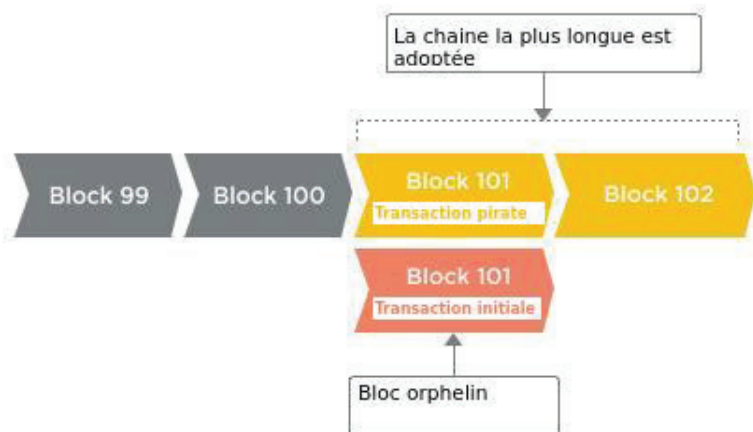 La chaine la plus longue est
adoptée
Block 99
Block 100
Block 101
Transaction pirate
Block 102
Block 101
Transaction initiale
Bloc orphelin